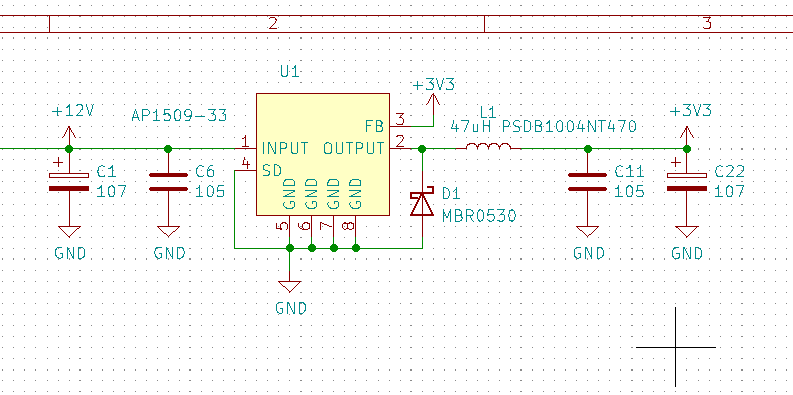 2
3
U1
+3V3
+12V
AP1509-33
L1
+3V3
3
FB
47uH PSDB1004NT470
1
INPUT
OUTPUT
2
4
SD
+
C1
107
C6
105
GND
GND
GND
GND
D1
MBR0530
C11
105
+
C22
107
5
6
7
8
GND
GND
GND
GND
GND